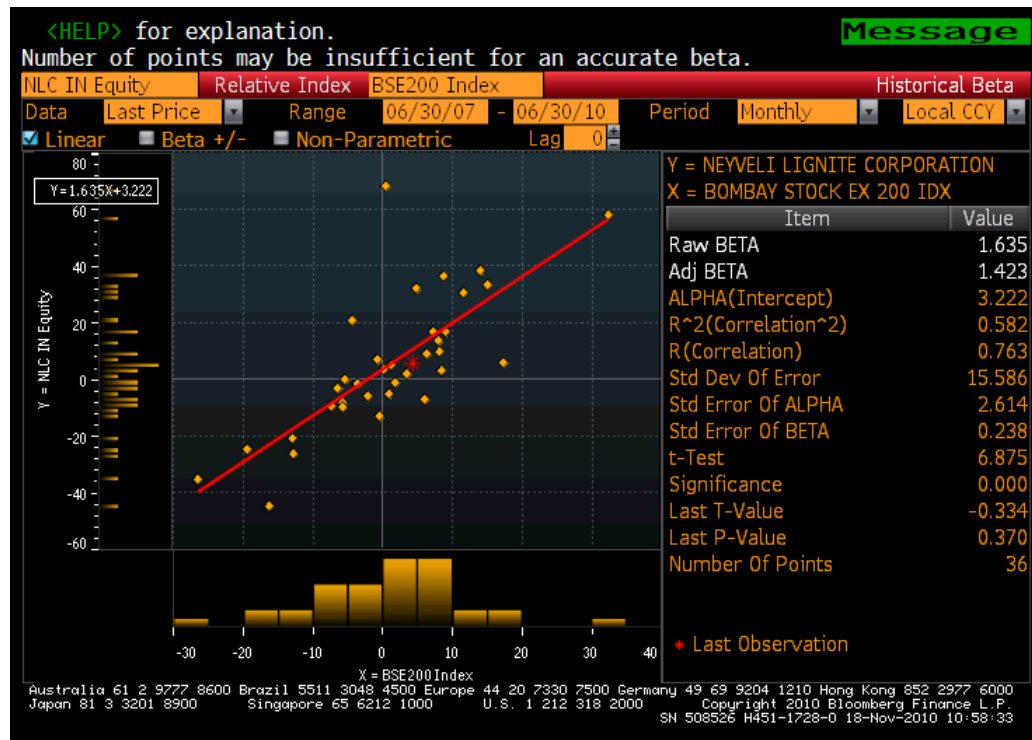 <HELP> for explanation.
Message
Number of points may be insufficient for an accurate beta.
NLC IN Equity Relative Index BSE200 Index Historical Beta
Data Last Price Range 06/30/07 - 06/30/10 Period Monthly Local CCY
Linear Beta +/- Non-Parametric Lag 0
80
Y=1.635X+3.222
60
40
20
0
-20
-40
-60
Y = NLC IN Equity
-30 -20 -10 0 10 20 30 40
X = BSE200 Index
Y = NEYVELI LIGNITE CORPORATION
X = BOMBAY STOCK EX 200 IDX
Item Value
Raw BETA 1.635
Adj BETA 1.423
ALPHA(Intercept) 3.222
R^2(Correlation^2) 0.582
R(Correlation) 0.763
Std Dev Of Error 15.586
Std Error Of ALPHA 2.614
Std Error Of BETA 0.238
t-Test 6.875
Significance 0.000
Last T-Value -0.334
Last P-Value 0.370
Number Of Points 36
* Last Observation
Australia 61 2 9777 8600 Brazil 5511 3048 4500 Europe 44 20 7330 7500 Germany 49 69 9204 1210 Hong Kong 852 2977 6000
Japan 81 3 3201 8900 Singapore 65 6212 1000 U.S. 1 212 318 2000 Copyright 2010 Bloomberg Finance L.P.
SN 508526 H451-1728-0 18-Nov-2010 10:58:33